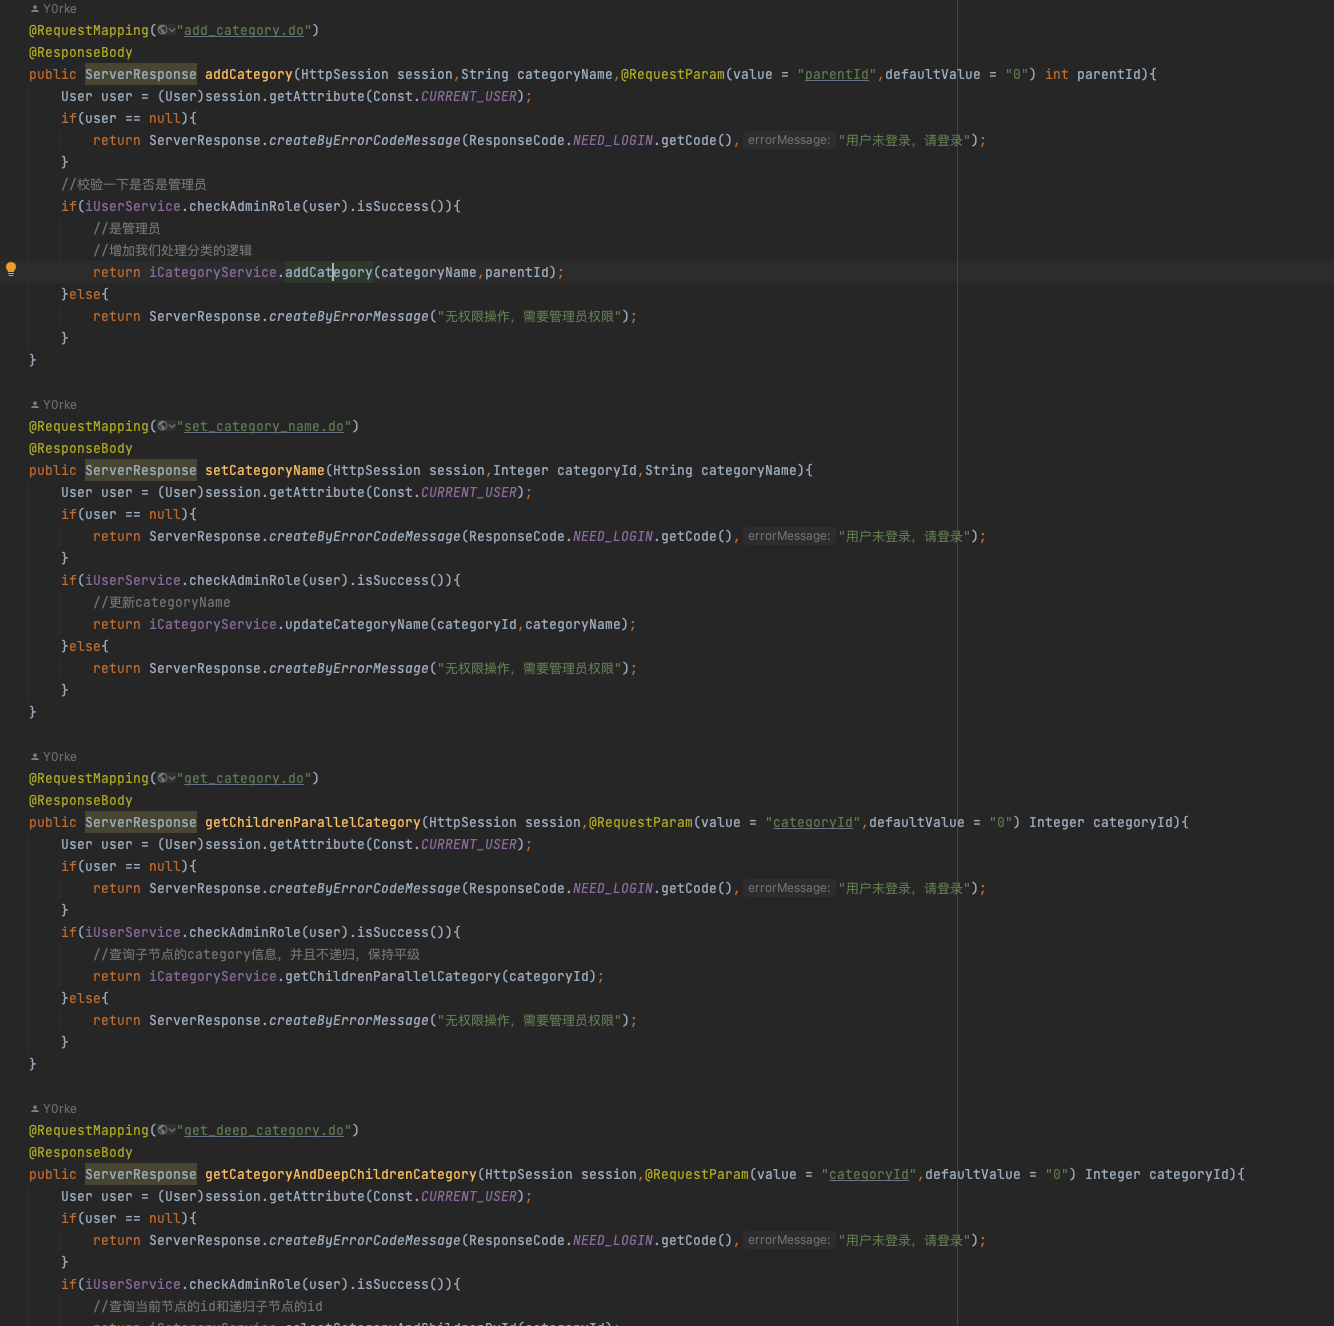 Y0rke
@RequestMapping("add_category.do")
@ResponseBody
public ServerResponse addCategory(HttpSession session,String categoryName,@RequestParam(value = "parentId",defaultValue = "0") int parentId){
User user = (User)session.getAttribute(Const.CURRENT_USER);
if(user == null){
return ServerResponse.createByErrorCodeMessage(ResponseCode.NEED_LOGIN.getCode(), errorMessage: "用户未登录，请登录");
}
//校验一下是否是管理员
if(iUserService.checkAdminRole(user).isSuccess()){
//是管理员
//增加我们处理分类的逻辑
return iCategoryService.addCategory(categoryName,parentId);
}else{
return ServerResponse.createByErrorMessage("无权限操作，需要管理员权限");
}
}
Y0rke
@RequestMapping("set_category_name.do")
@ResponseBody
public ServerResponse setCategoryName(HttpSession session,Integer categoryId,String categoryName){
User user = (User)session.getAttribute(Const.CURRENT_USER);
if(user == null){
return ServerResponse.createByErrorCodeMessage(ResponseCode.NEED_LOGIN.getCode(), errorMessage: "用户未登录，请登录");
}
if(iUserService.checkAdminRole(user).isSuccess()){
//更新categoryName
return iCategoryService.updateCategoryName(categoryId,categoryName);
}else{
return ServerResponse.createByErrorMessage("无权限操作，需要管理员权限");
}
}
Y0rke
@RequestMapping("get_category.do")
@ResponseBody
public ServerResponse getChildrenParallelCategory(HttpSession session,@RequestParam(value = "categoryId",defaultValue = "0") Integer categoryId){
User user = (User)session.getAttribute(Const.CURRENT_USER);
if(user == null){
return ServerResponse.createByErrorCodeMessage(ResponseCode.NEED_LOGIN.getCode(), errorMessage: "用户未登录，请登录");
}
if(iUserService.checkAdminRole(user).isSuccess()){
//查询子节点的category信息，并且不递归，保持平级
return iCategoryService.getChildrenParallelCategory(categoryId);
}else{
return ServerResponse.createByErrorMessage("无权限操作，需要管理员权限");
}
}
Y0rke
@RequestMapping("get_deep_category.do")
@ResponseBody
public ServerResponse getCategoryAndDeepChildrenCategory(HttpSession session,@RequestParam(value = "categoryId",defaultValue = "0") Integer categoryId){
User user = (User)session.getAttribute(Const.CURRENT_USER);
if(user == null){
return ServerResponse.createByErrorCodeMessage(ResponseCode.NEED_LOGIN.getCode(), errorMessage: "用户未登录，请登录");
}
if(iUserService.checkAdminRole(user).isSuccess()){
//查询当前节点的id和递归子节点的id
return iCategoryService.selectCategoryAndChildrenById(categoryId);